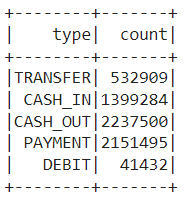 +--------+-------+
|    type|  count|
+--------+-------+
|TRANSFER| 532909|
| CASH_IN|1399284|
|CASH_OUT|2237500|
| PAYMENT|2151495|
|   DEBIT|  41432|
+--------+-------+